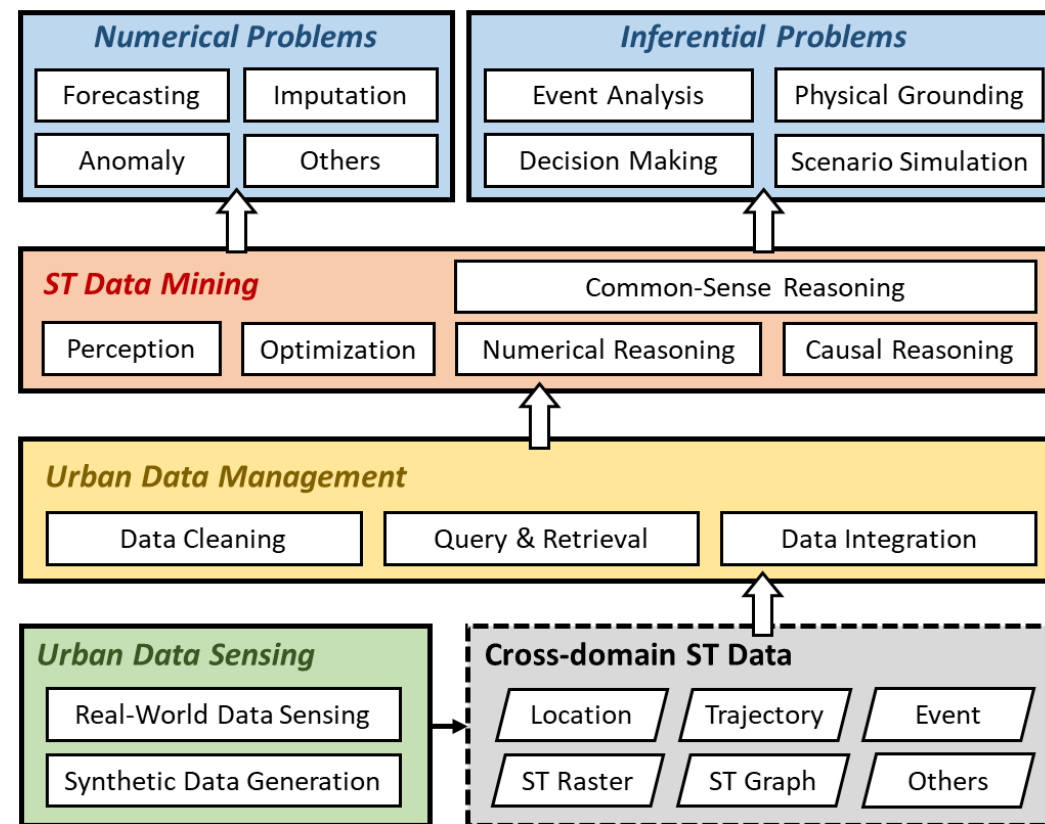 Numerical Problems
Forecasting
Imputation
Anomaly
Others
Inferential Problems
Event Analysis
Physical Grounding
Decision Making
Scenario Simulation
ST Data Mining
Common-Sense Reasoning
Perception
Optimization
Numerical Reasoning
Causal Reasoning
Urban Data Management
Data Cleaning
Query & Retrieval
Data Integration
Urban Data Sensing
Real-World Data Sensing
Synthetic Data Generation
Cross-domain ST Data
Location
Trajectory
Event
ST Raster
ST Graph
Others